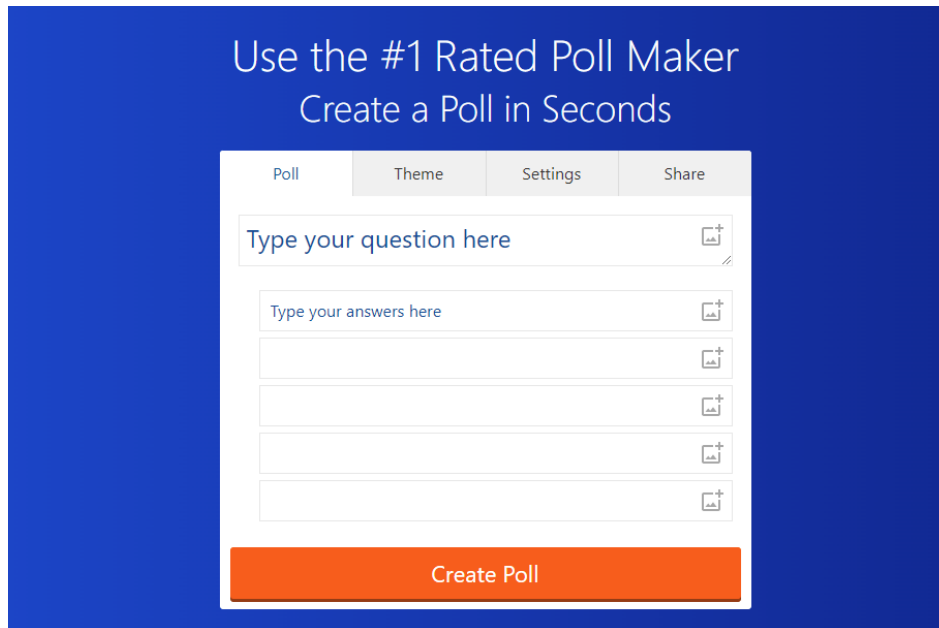 Use the #1 Rated Poll Maker
Create a Poll in Seconds
Poll Theme Settings Share
Type your question here
Type your answers here
Create Poll